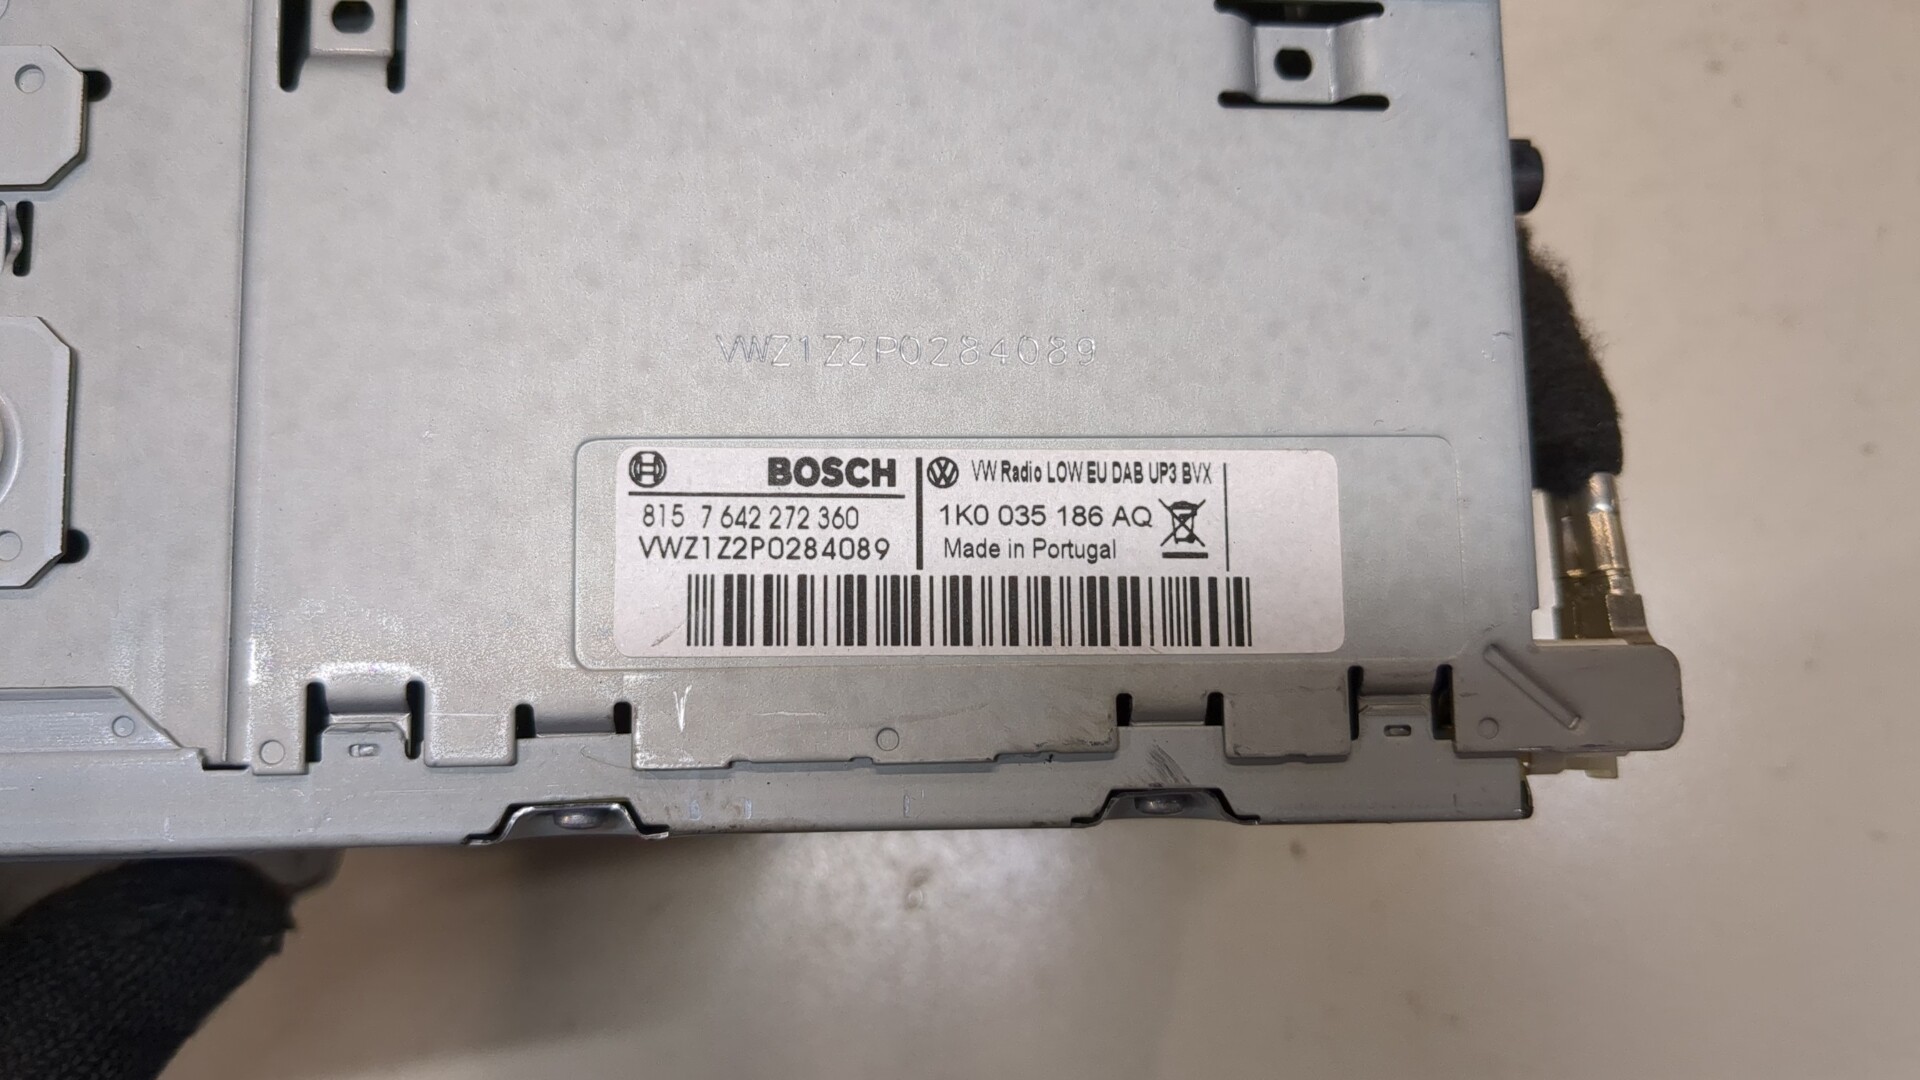 VWZ1Z2P0284089
BOSCH
VW Radio LOW EU DAB UP3 BVX
815 7 642 272 360
1K0 035 186 AQ
VWZ1Z2P0284089
Made in Portugal